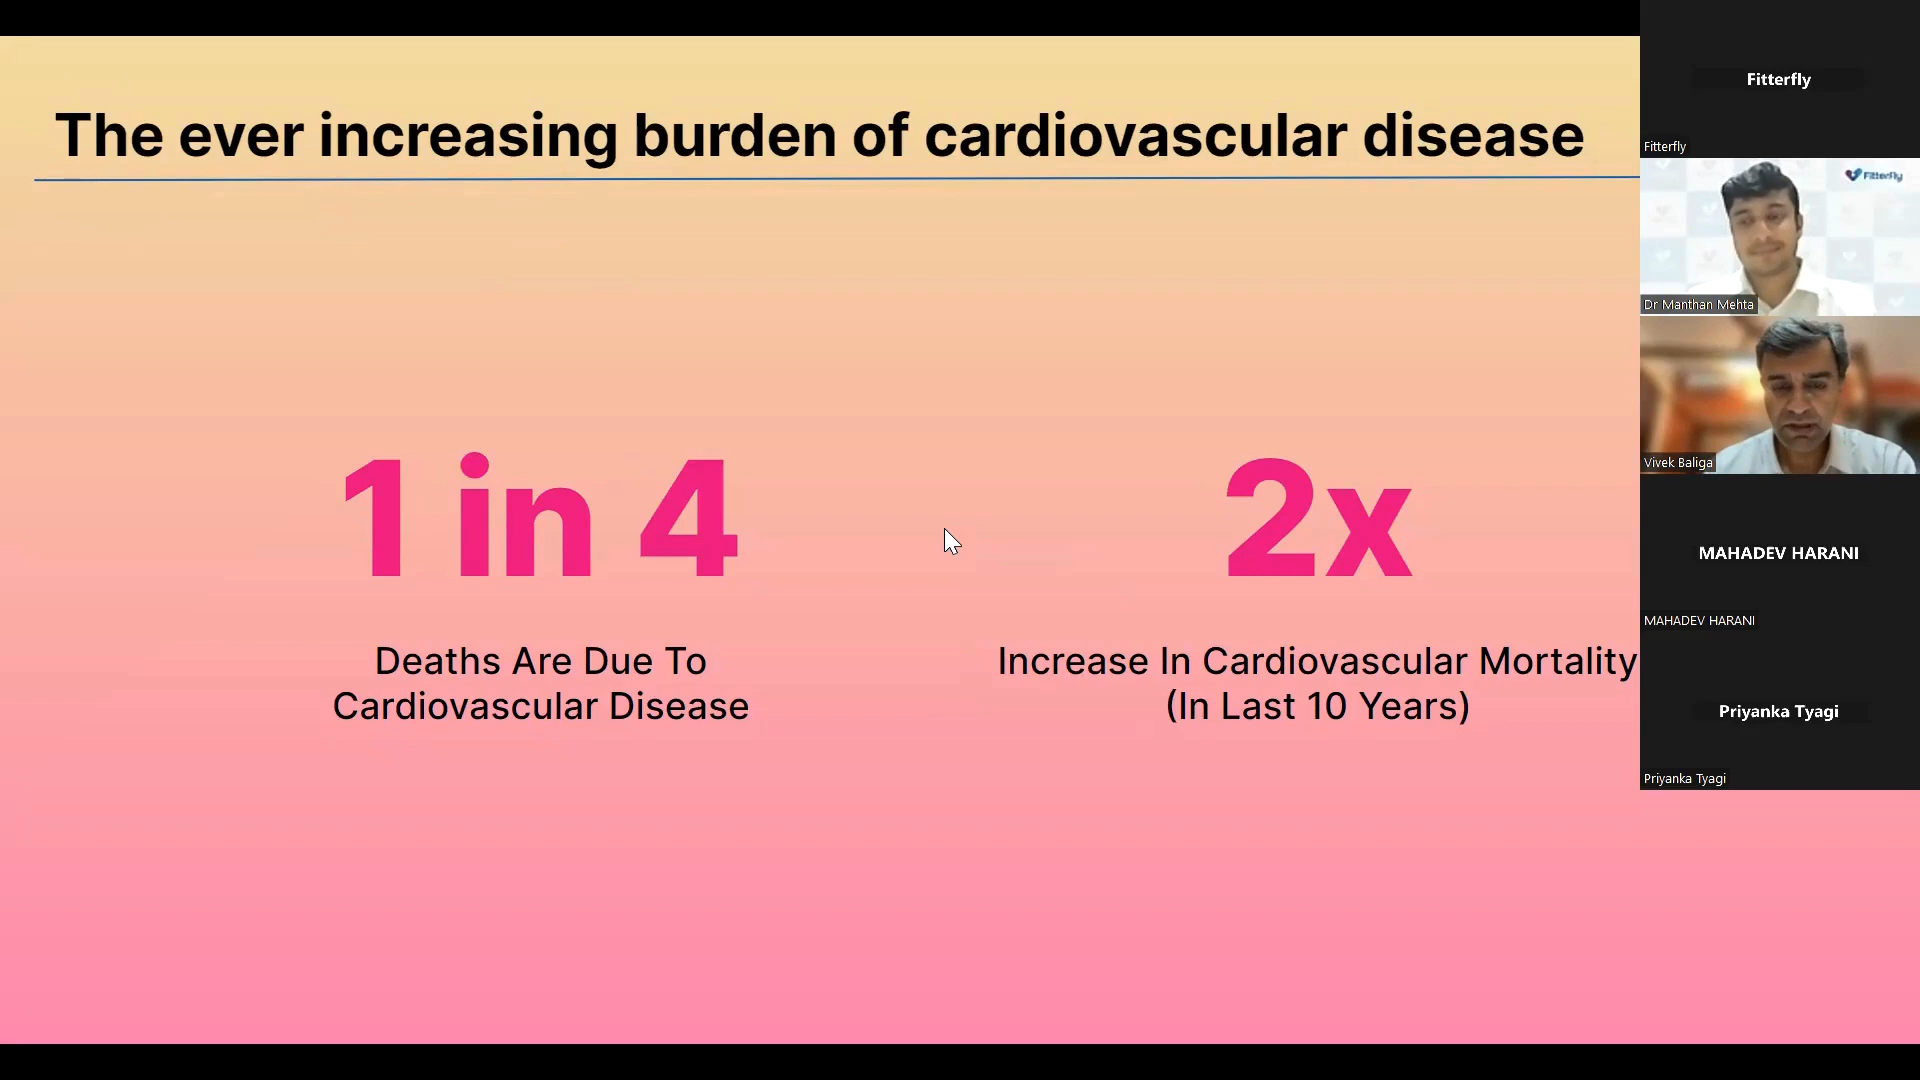 The ever increasing burden of cardiovascular disease
1 in 4
Deaths Are Due To
Cardiovascular Disease
2x
Increase In Cardiovascular Mortality
(In Last 10 Years)
Fitterfly
Fitterfly
Fitterfly
Dr Manthan Mehta
Vivek Baliga
MAHADEV HARANI
MAHADEV HARANI
Priyanka Tyagi
Priyanka Tyagi